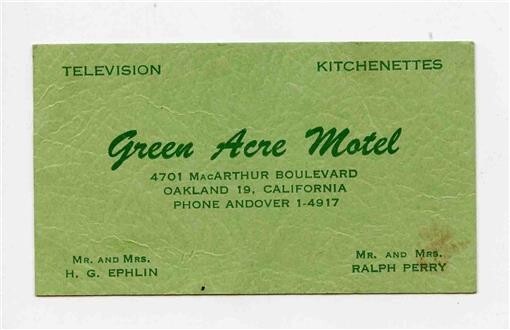 TELEVISION
KITCHENETTES
Green Acre Motel
4701 MACARTHUR BOULEVARD
OAKLAND 19, CALIFORNIA
PHONE ANDOVER 1-4917
MR. AND MRS.
H. G. EPHLIN
MR. AND MRS.
RALPH PERRY